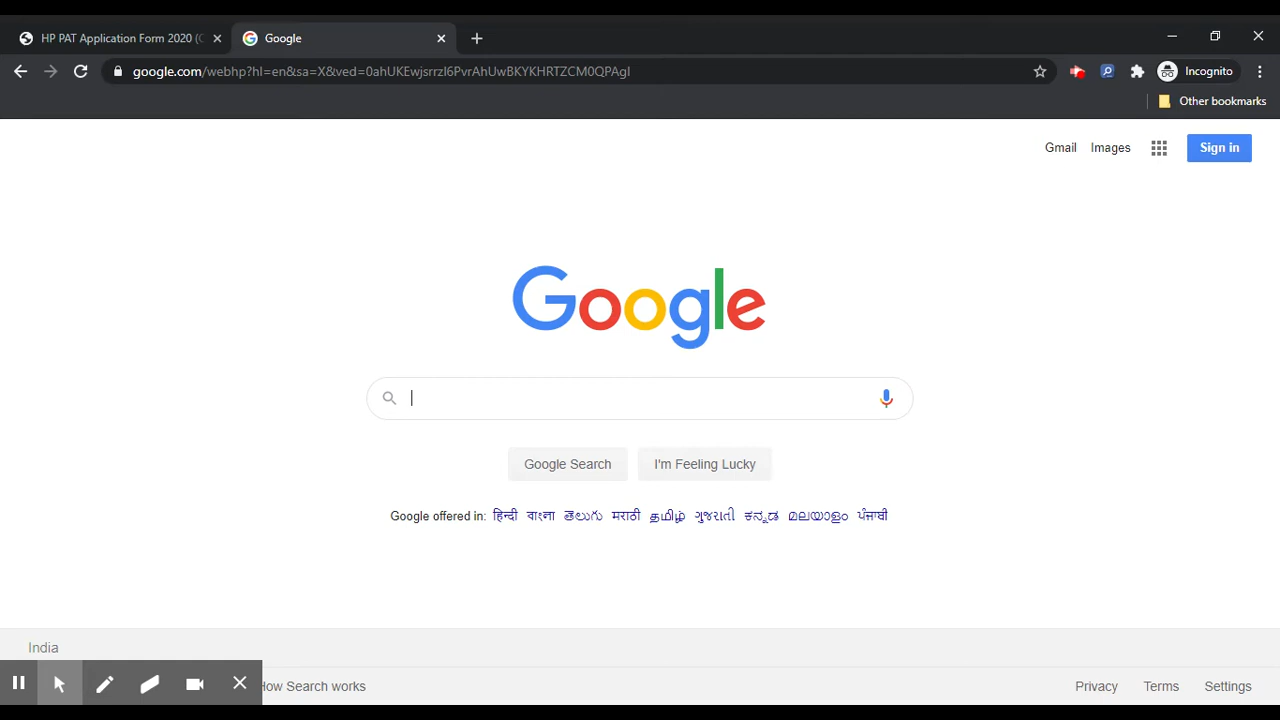 HP PAT Application Form 2020 (
Google
google.com/webhp?hl=en&sa=X&ved=0ahUKEwjsrrzI6PvrAhUwBKYKHRTZCM0QPAgI
Incognito
Other bookmarks
Gmail Images Sign in
Google
Google Search I'm Feeling Lucky
Google offered in: हिन्दी বাংলা తెలుగు मराठी தமிழ் ગુજરાતી ಕನ್ನಡ മലയാളം ਪੰਜਾਬੀ
India
How Search works Privacy Terms Settings